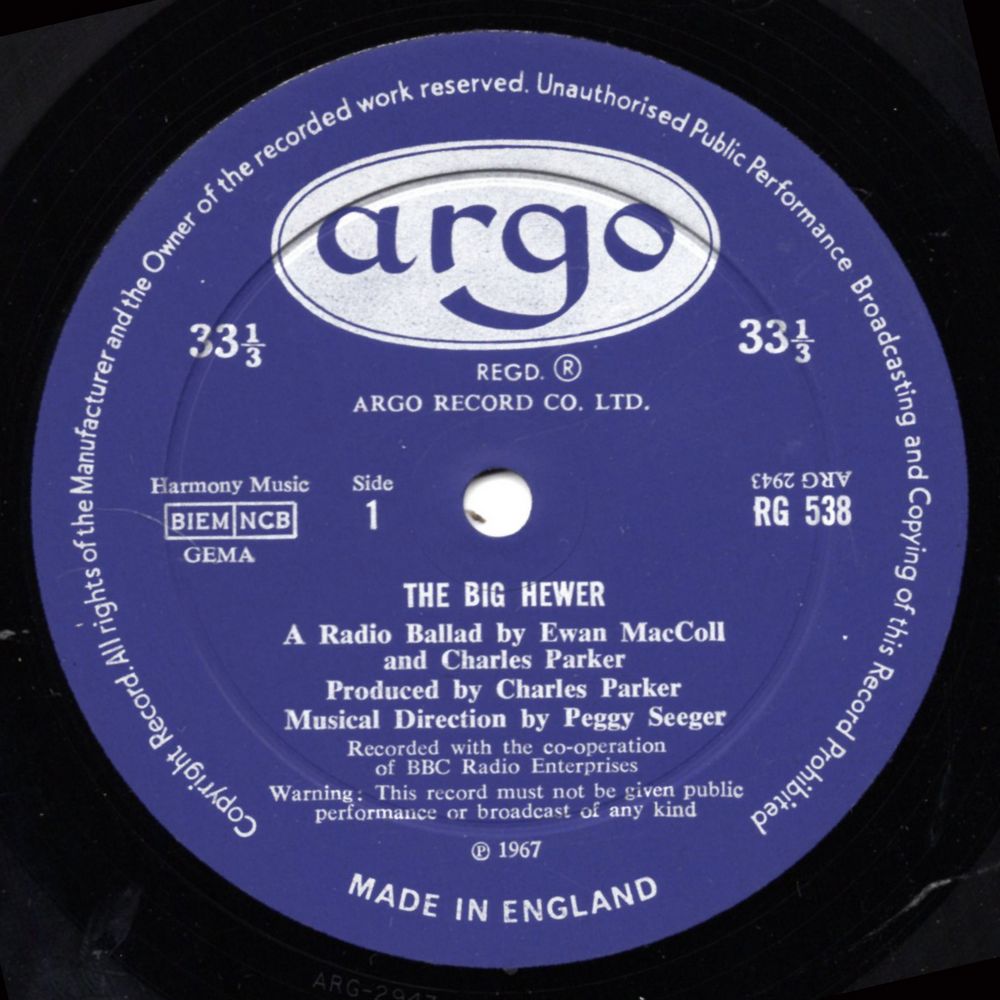 Copyright Record. All rights of the Manufacturer and the Owner of the recorded work reserved. Unauthorised Public Performance Broadcasting and Copying of this Record Prohibited
argo
33⅓
33⅓
REGD. ®
ARGO RECORD CO. LTD.
Harmony Music
BIEM NCB
GEMA
Side
1
ARG 2943
RG 538
THE BIG HEWER
A Radio Ballad by Ewan MacColl
and Charles Parker
Produced by Charles Parker
Musical Direction by Peggy Seeger
Recorded with the co-operation
of BBC Radio Enterprises
Warning: This record must not be given public
performance or broadcast of any kind
℗ 1967
MADE IN ENGLAND